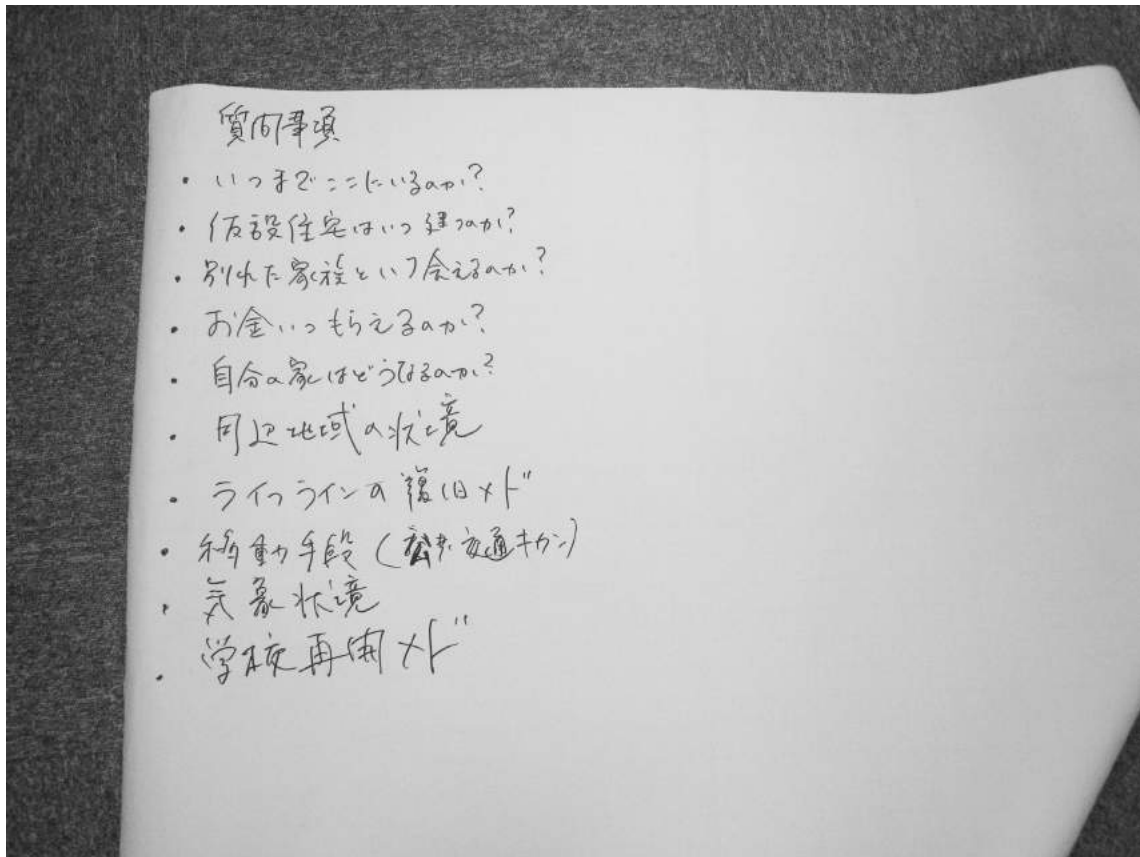 質問事項
・いつまでここにいるのか?
・仮設住宅はいつ建つのか?
・別れた家族といつ会えるのか?
・お金いつもらえるのか?
・自分の家はどうなるのか?
・周辺地域の状境
・ライフラインの復旧メド
・移動手段(公共交通キカン)
・気象状境
・学校再開メド